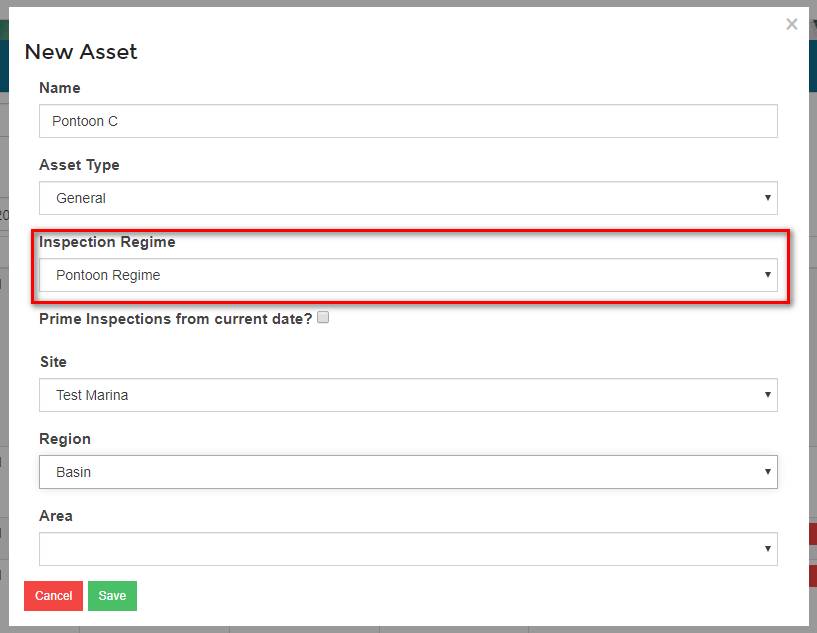 ×
New Asset
Name
Pontoon C
Asset Type
General
Inspection Regime
Pontoon Regime
Prime Inspections from current date?
Site
Test Marina
Region
Basin
Area
Cancel Save